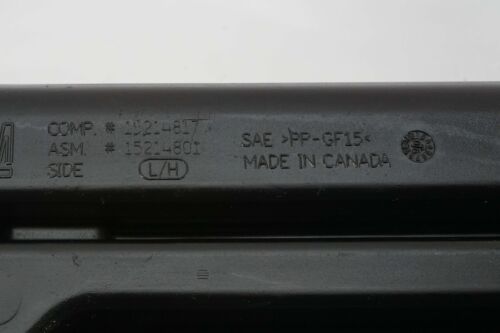 COMP. # 15214817
ASM. # 15214801
SIDE L/H
SAE >PP-GF15<
MADE IN CANADA